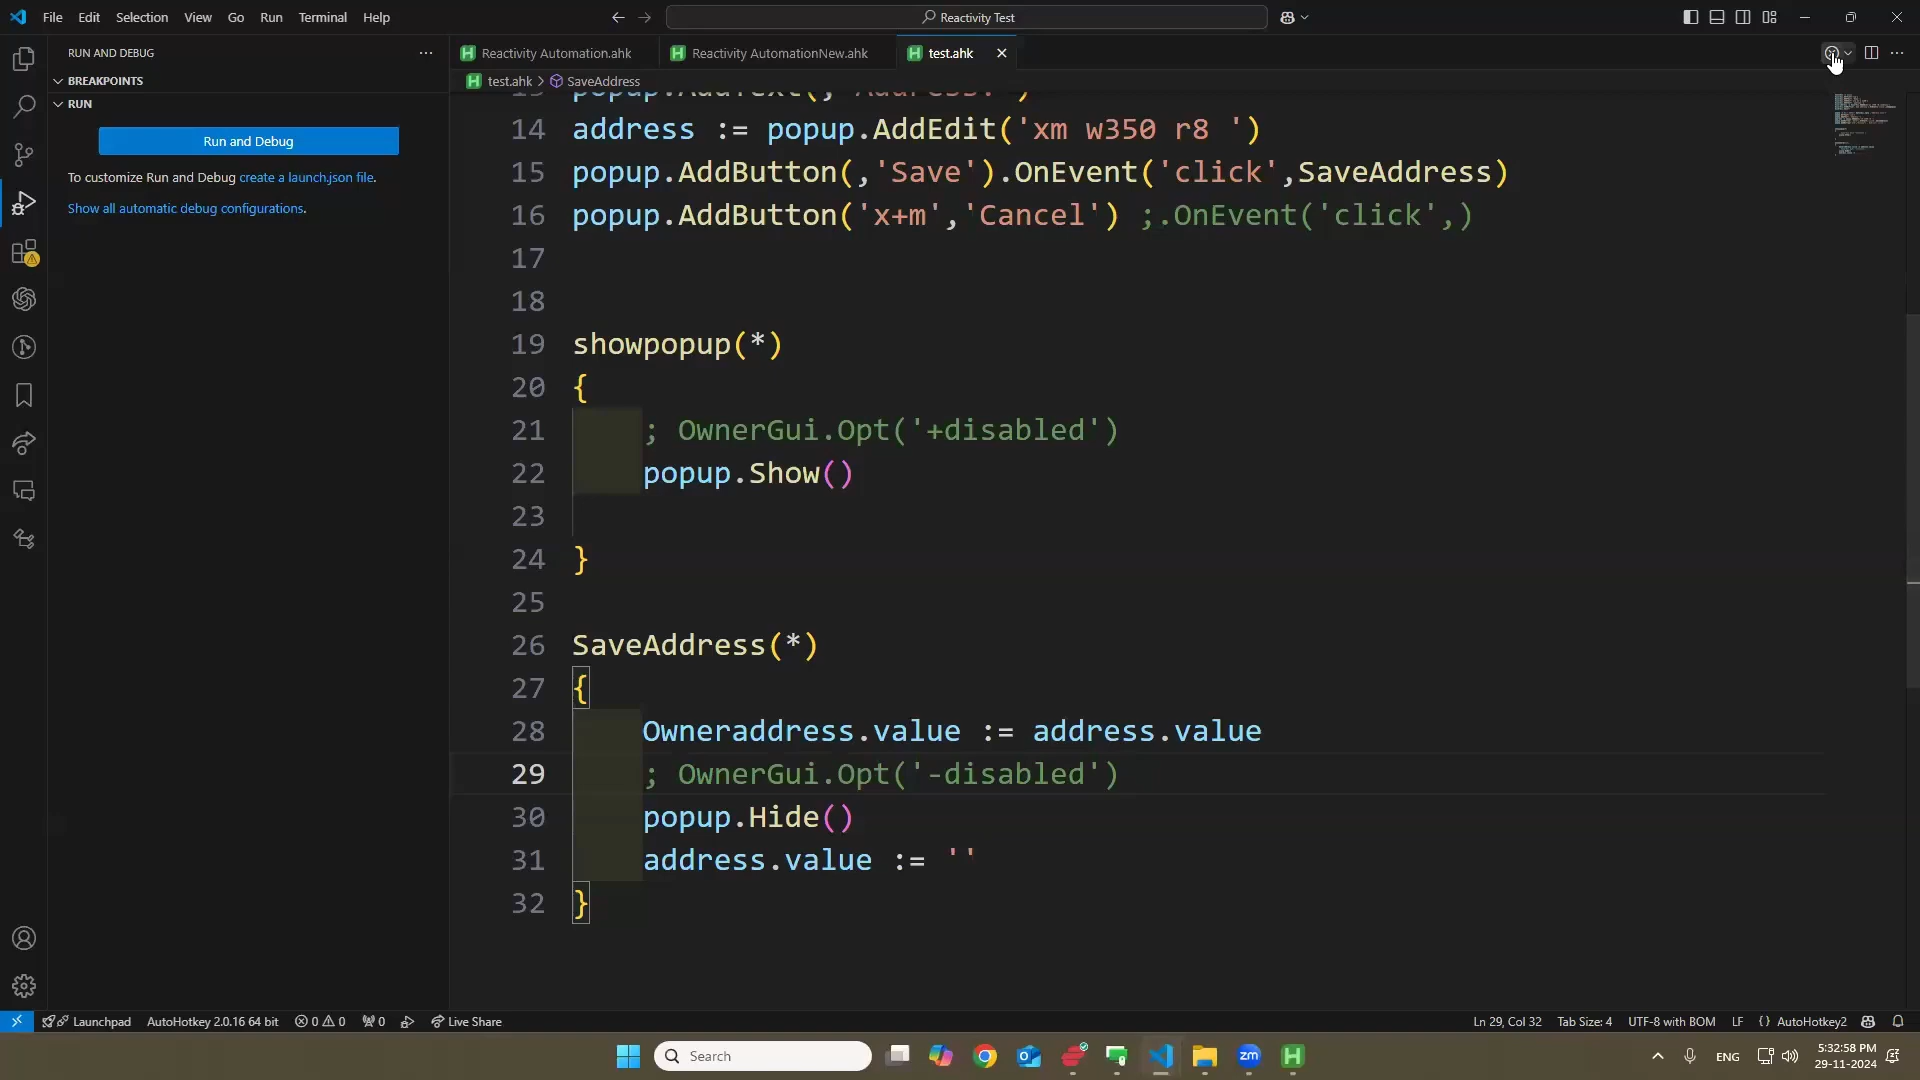 File Edit Selection View Go Run Terminal Help
Reactivity Test
RUN AND DEBUG
BREAKPOINTS
RUN
Run and Debug
To customize Run and Debug create a launch.json file.
Show all automatic debug configurations.
Reactivity Automation.ahk
Reactivity AutomationNew.ahk
test.ahk
test.ahk > SaveAddress
14 address := popup.AddEdit('xm w350 r8 ')
15 popup.AddButton(,'Save').OnEvent('click',SaveAddress)
16 popup.AddButton('x+m','Cancel') ;.OnEvent('click',)
17
18
19 showpopup(*)
20 {
21 ; OwnerGui.Opt('+disabled')
22 popup.Show()
23
24 }
25
26 SaveAddress(*)
27 {
28 Owneraddress.value := address.value
29 ; OwnerGui.Opt('-disabled')
30 popup.Hide()
31 address.value := ''
32 }
Launchpad AutoHotkey 2.0.16 64 bit 0 0 0 Live Share
Ln 29, Col 32 Tab Size: 4 UTF-8 with BOM LF {} AutoHotkey2
Search
zm
H
ENG
5:32:58 PM
29-11-2024